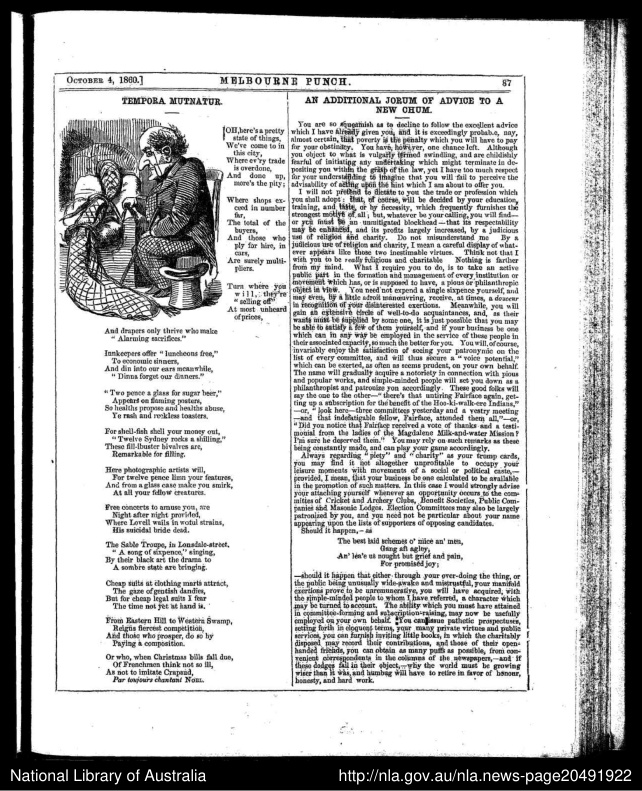 OCTOBER 4, 1860.]
MELBOURNE PUNCH.
87
TEMPORA MUTNATUR.
[OH, here's a pretty
state of things,
We've come to in
this city,
Where ev'ry trade
is overdone,
And done up,
more's the pity;
Where shops ex-
ceed in number
far,
The total of the
buyers,
And those who
ply for hire, in
cars,
Are surely multi-
pliers.
Turn where you
will, they're
"selling off"
At most unheard
of prices,
And drapers only thrive who make
"Alarming sacrifices."
Innkeepers offer "luncheons free,"
To economic sinners,
And din into our ears meanwhile,
"Dinna forget our dinners."
"Two pence a glass for sugar beer,"
Appears on flaming posters,
So healths propose and healths abuse,
Ye rash and reckless toasters.
For shell-fish shell your money out,
"Twelve Sydney rocks a shilling,"
These fill-ibuster bivalves are,
Remarkable for filling.
Here photographic artists will,
For twelve pence limn your features,
And from a glass case make you smirk,
At all your fellow creatures.
Free concerts to amuse you, are
Night after night provided,
Where Lovell wails in woful strains,
His suicidal bride dead.
The Sable Troupe, in Lonsdale-street,
"A song of sixpence," singing,
By their black art the drama to
A sombre state are bringing.
Cheap suits at clothing marts attract,
The gaze of gentish dandies,
But for cheap legal suits I fear
The time not yet at hand is.
From Eastern Hill to Western Swamp,
Reigns fiercest competition,
And those who prosper, do so by
Paying a composition.
Or who, when Christmas bills fall due,
Of Frenchmen think not so ill,
As not to imitate Crapaud,
Par toujours chantant NOEL.
AN ADDITIONAL JORUM OF ADVICE TO A
NEW CHUM.
You are so squeamish as to decline to follow the excellent advice
which I have already given you, and it is exceedingly probable, nay,
almost certain, that poverty is the penalty which you will have to pay
for your obstinacy. You have, however, one chance left. Although
you object to what is vulgarly termed swindling, and are childishly
fearful of initiating any undertaking which might terminate in de-
positing you within the grasp of the law, yet I have too much respect
for your understanding to imagine that you will fail to perceive the
advisability of acting upon the hint which I am about to offer you.
I will not pretend to dictate to you the trade or profession which
you shall adopt: that, of course, will be decided by your education,
training, and taste, or by necessity, which frequently furnishes the
strongest motive of all; but, whatever be your calling, you will find—
or you must be an unmitigated blockhead—that its respectability
may be enhanced, and its profits largely increased, by a judicious
use of religion and charity. Do not misunderstand me By a
judicious use of religion and charity, I mean a careful display of what-
ever appears like those two inestimable virtues. Think not that I
wish you to be really religious and charitable Nothing is farther
from my mind. What I require you to do, is to take an active
public part in the formation and management of every institution or
movement which has, or is supposed to have, a pious or philanthropic
object in view. You need not expend a single sixpence yourself, and
may even, by a little adroit manœuvring, receive, at times, a douceur
in recognition of your disinterested exertions. Meanwhile, you will
gain an extensive circle of well-to-do acquaintances, and, as their
wants must be supplied by some one, it is just possible that you may
be able to satisfy a few of them yourself, and if your business be one
which can in any way be employed in the service of these people in
their associated capacity, so much the better for you. You will, of course,
invariably enjoy the satisfaction of seeing your patronymic on the
list of every committee, and will thus secure a "voice potential,"
which can be exerted, as often as seems prudent, on your own behalf.
The name will gradually acquire a notoriety in connection with pious
and popular works, and simple-minded people will set you down as a
philanthropist and patronize you accordingly. These good folks will
say the one to the other—"there's that untiring Fairface again, get-
ting up a subscription for the benefit of the Hoo-ki-walk-ere Indians,"
—or, "look here—three committees yesterday and a vestry meeting
—and that indefatigable fellow, Fairface, attended them all,"—or,
"Did you notice that Fairface received a vote of thanks and a testi-
monial from the ladies of the Magdalene Milk-and-water Mission?
I'm sure he deserved them." You may rely on such remarks as these
being constantly made, and can play your game accordingly.
Always regarding "piety" and "charity" as your trump cards,
you may find it not altogether unprofitable to occupy your
leisure moments with movements of a social or political caste,—
provided, I mean, that your business be one calculated to be available
in the promotion of such matters. In this case I would strongly advise
your attaching yourself whenever an opportunity occurs to the com-
mittees of Cricket and Archery Clubs, Benefit Societies, Public Com-
panies and Masonic Lodges. Election Committees may also be largely
patronized by you, and you need not be particular about your name
appearing upon the lists of supporters of opposing candidates.
Should it happen,—as
The best laid schemes o' mice an' men,
Gang aft agley,
An' lea'e us nought but grief and pain,
For promised joy;
—should it happen that either through your over-doing the thing, or
the public being unusually wide-awake and mistrustful, your manifold
exertions prove to be unremunerative, you will have acquired, with
the simple-minded people to whom I have referred, a character which
may be turned to account. The ability which you must have attained
in committee-forming and subscription-raising, may now be usefully
employed on your own behalf. You can issue pathetic prospectuses,
setting forth in eloquent terms, your many private virtues and public
services, you can furnish inviting little books, in which the charitably
disposed may record their contributions, and those of their open-
handed friends, you can obtain as many puffs as possible, from con-
venient correspondents in the columns of the newspapers,—and if
these dodges fail in their object,—why the world must be growing
wiser than it was, and humbug will have to retire in favor of honour,
honesty, and hard work.
National Library of Australia
http://nla.gov.au/nla.news-page20491922